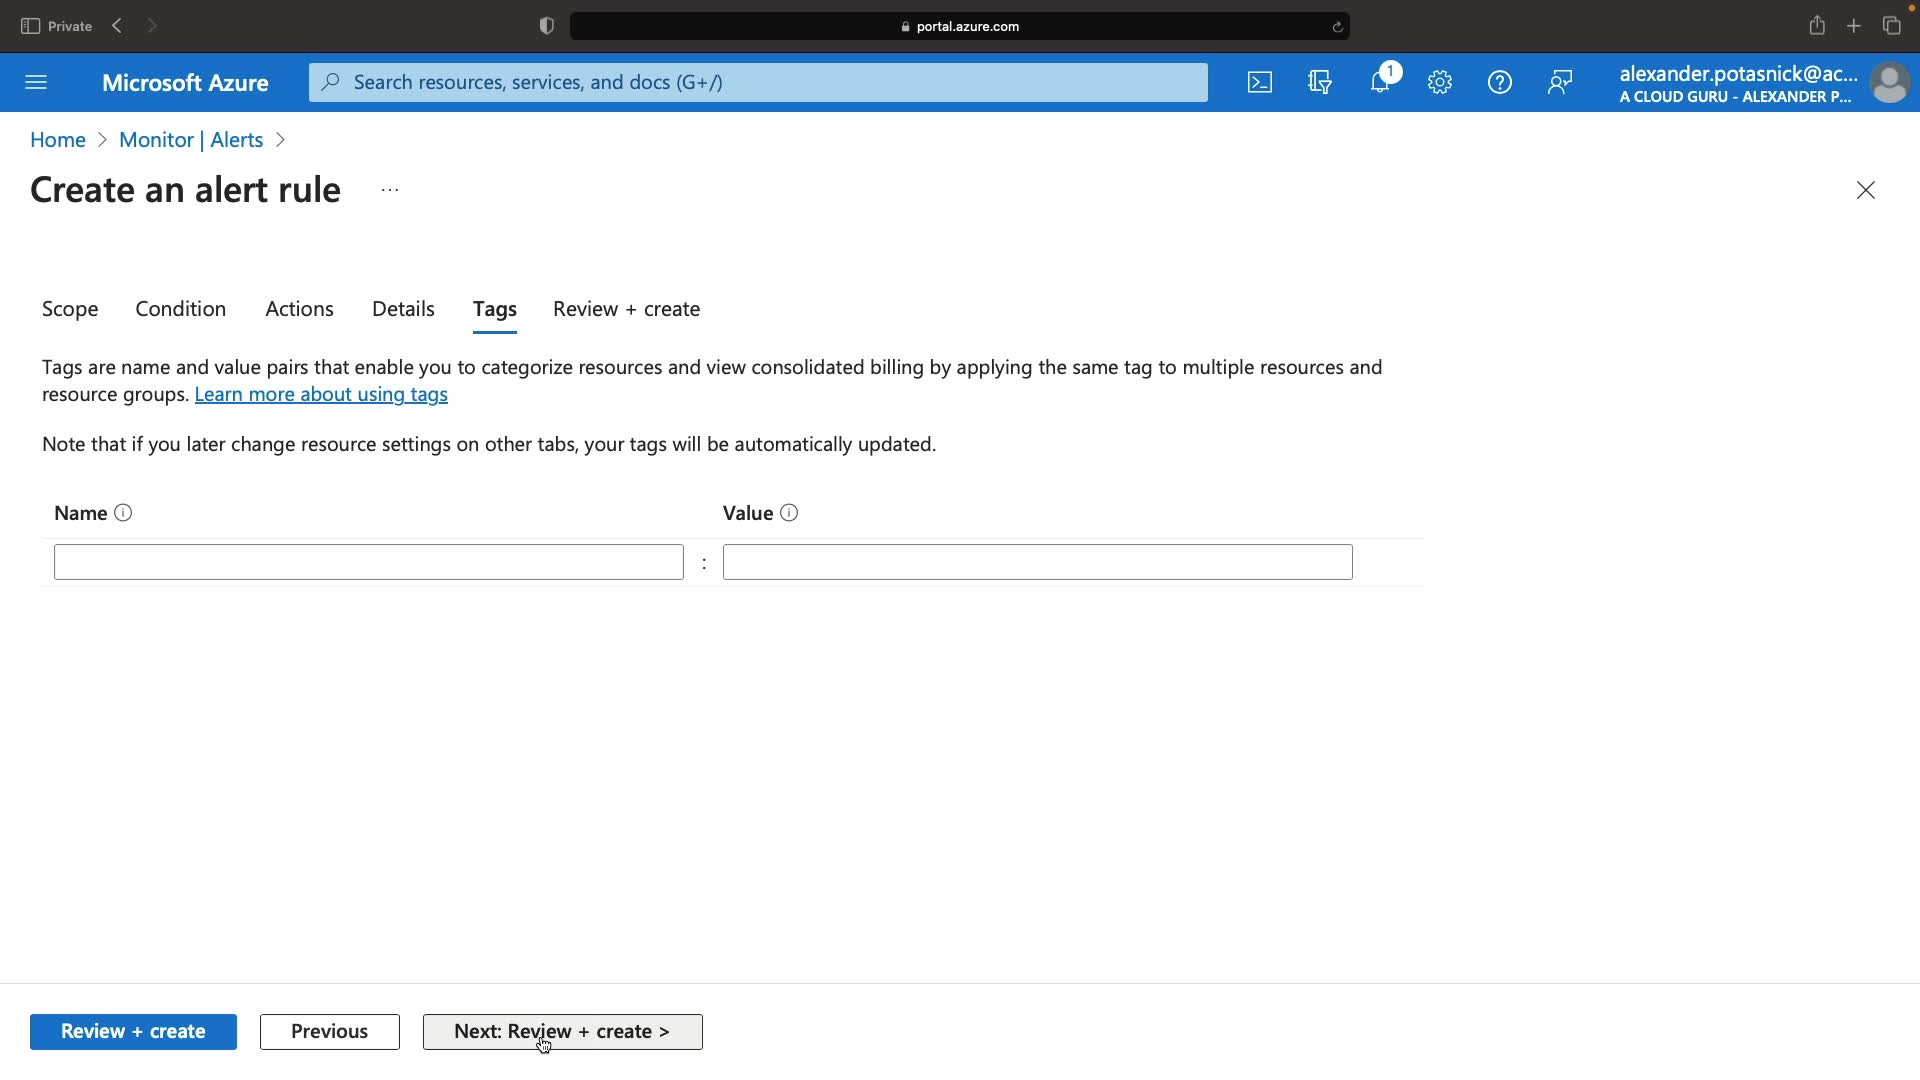 Private
portal.azure.com
Microsoft Azure
Search resources, services, and docs (G+/)
1
alexander.potasnick@ac...
A CLOUD GURU - ALEXANDER P...
Home > Monitor | Alerts >
Create an alert rule ...
Scope Condition Actions Details Tags Review + create
Tags are name and value pairs that enable you to categorize resources and view consolidated billing by applying the same tag to multiple resources and
resource groups. Learn more about using tags
Note that if you later change resource settings on other tabs, your tags will be automatically updated.
Name Value
:
Review + create Previous Next: Review + create >